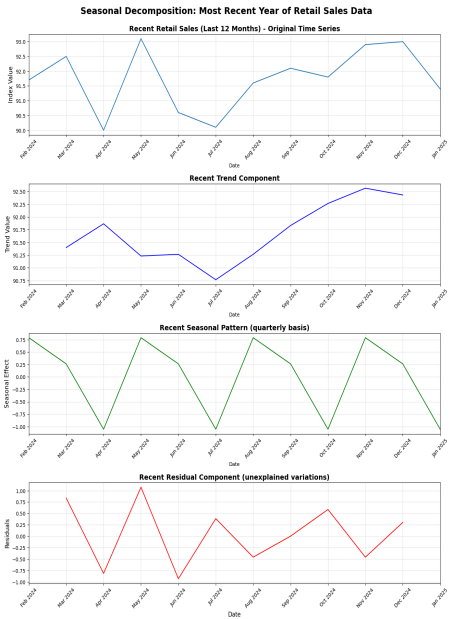 Seasonal Decomposition: Most Recent Year of Retail Sales Data
Recent Retail Sales (Last 12 Months) - Original Time Series
Index Value
93.0
92.5
92.0
91.5
91.0
90.5
90.0
Feb 2024
Mar 2024
Apr 2024
May 2024
Jun 2024
Jul 2024
Aug 2024
Sep 2024
Oct 2024
Nov 2024
Dec 2024
Jan 2025
Date
Recent Trend Component
Trend Value
92.50
92.25
92.00
91.75
91.50
91.25
91.00
90.75
Feb 2024
Mar 2024
Apr 2024
May 2024
Jun 2024
Jul 2024
Aug 2024
Sep 2024
Oct 2024
Nov 2024
Dec 2024
Jan 2025
Date
Recent Seasonal Pattern (quarterly basis)
Seasonal Effect
0.75
0.50
0.25
0.00
−0.25
−0.50
−0.75
−1.00
Feb 2024
Mar 2024
Apr 2024
May 2024
Jun 2024
Jul 2024
Aug 2024
Sep 2024
Oct 2024
Nov 2024
Dec 2024
Jan 2025
Date
Recent Residual Component (unexplained variations)
Residuals
1.00
0.75
0.50
0.25
0.00
−0.25
−0.50
−0.75
−1.00
Feb 2024
Mar 2024
Apr 2024
May 2024
Jun 2024
Jul 2024
Aug 2024
Sep 2024
Oct 2024
Nov 2024
Dec 2024
Jan 2025
Date